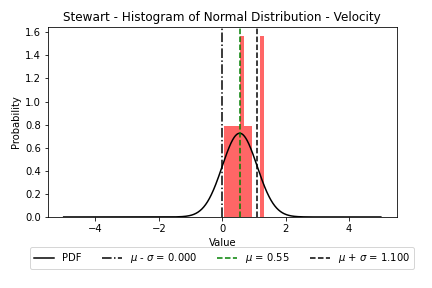 Stewart - Histogram of Normal Distribution - Velocity
1.6
1.4
1.2
1.0
0.8
0.6
0.4
0.2
0.0
Probability
−4 −2 0 2 4
Value
PDF μ - σ = 0.000 μ = 0.55 μ + σ = 1.100